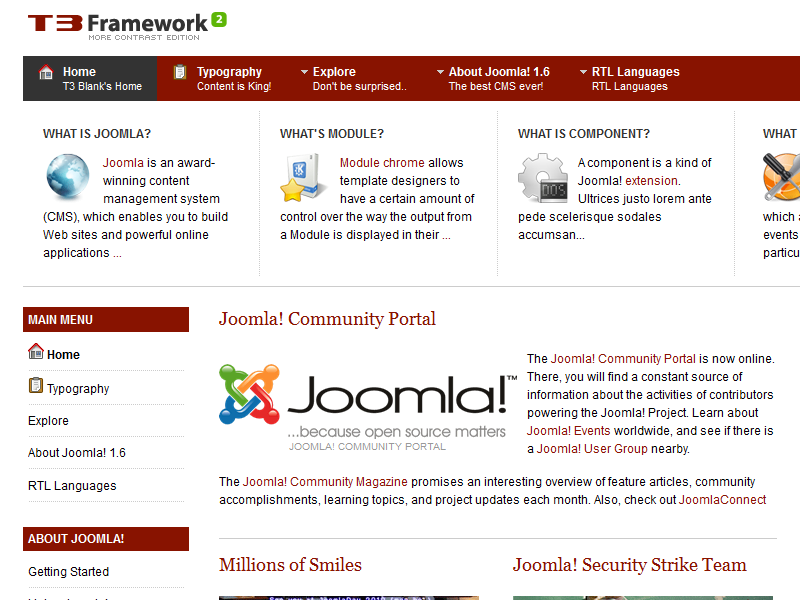 T3 Framework 2
MORE CONTRAST EDITION
Home
T3 Blank's Home
Typography
Content is King!
Explore
Don't be surprised..
About Joomla! 1.6
The best CMS ever!
RTL Languages
RTL Languages
WHAT IS JOOMLA?
Joomla is an award-
winning content
management system
(CMS), which enables you to build
Web sites and powerful online
applications ...
WHAT'S MODULE?
Module chrome allows
template designers to
have a certain amount of
control over the way the output from
a Module is displayed in their ...
WHAT IS COMPONENT?
DOS
A component is a kind of
Joomla! extension.
Ultrices justo lorem ante
pede scelerisque sodales
accumsan...
WHAT
which
events
particu
MAIN MENU
Home
Typography
Explore
About Joomla! 1.6
RTL Languages
ABOUT JOOMLA!
Getting Started
Joomla! Community Portal
Joomla!™
...because open source matters
JOOMLA! COMMUNITY PORTAL
The Joomla! Community Portal is now online.
There, you will find a constant source of
information about the activities of contributors
powering the Joomla! Project. Learn about
Joomla! Events worldwide, and see if there is
a Joomla! User Group nearby.
The Joomla! Community Magazine promises an interesting overview of feature articles, community
accomplishments, learning topics, and project updates each month. Also, check out JoomlaConnect
Millions of Smiles
Joomla! Security Strike Team